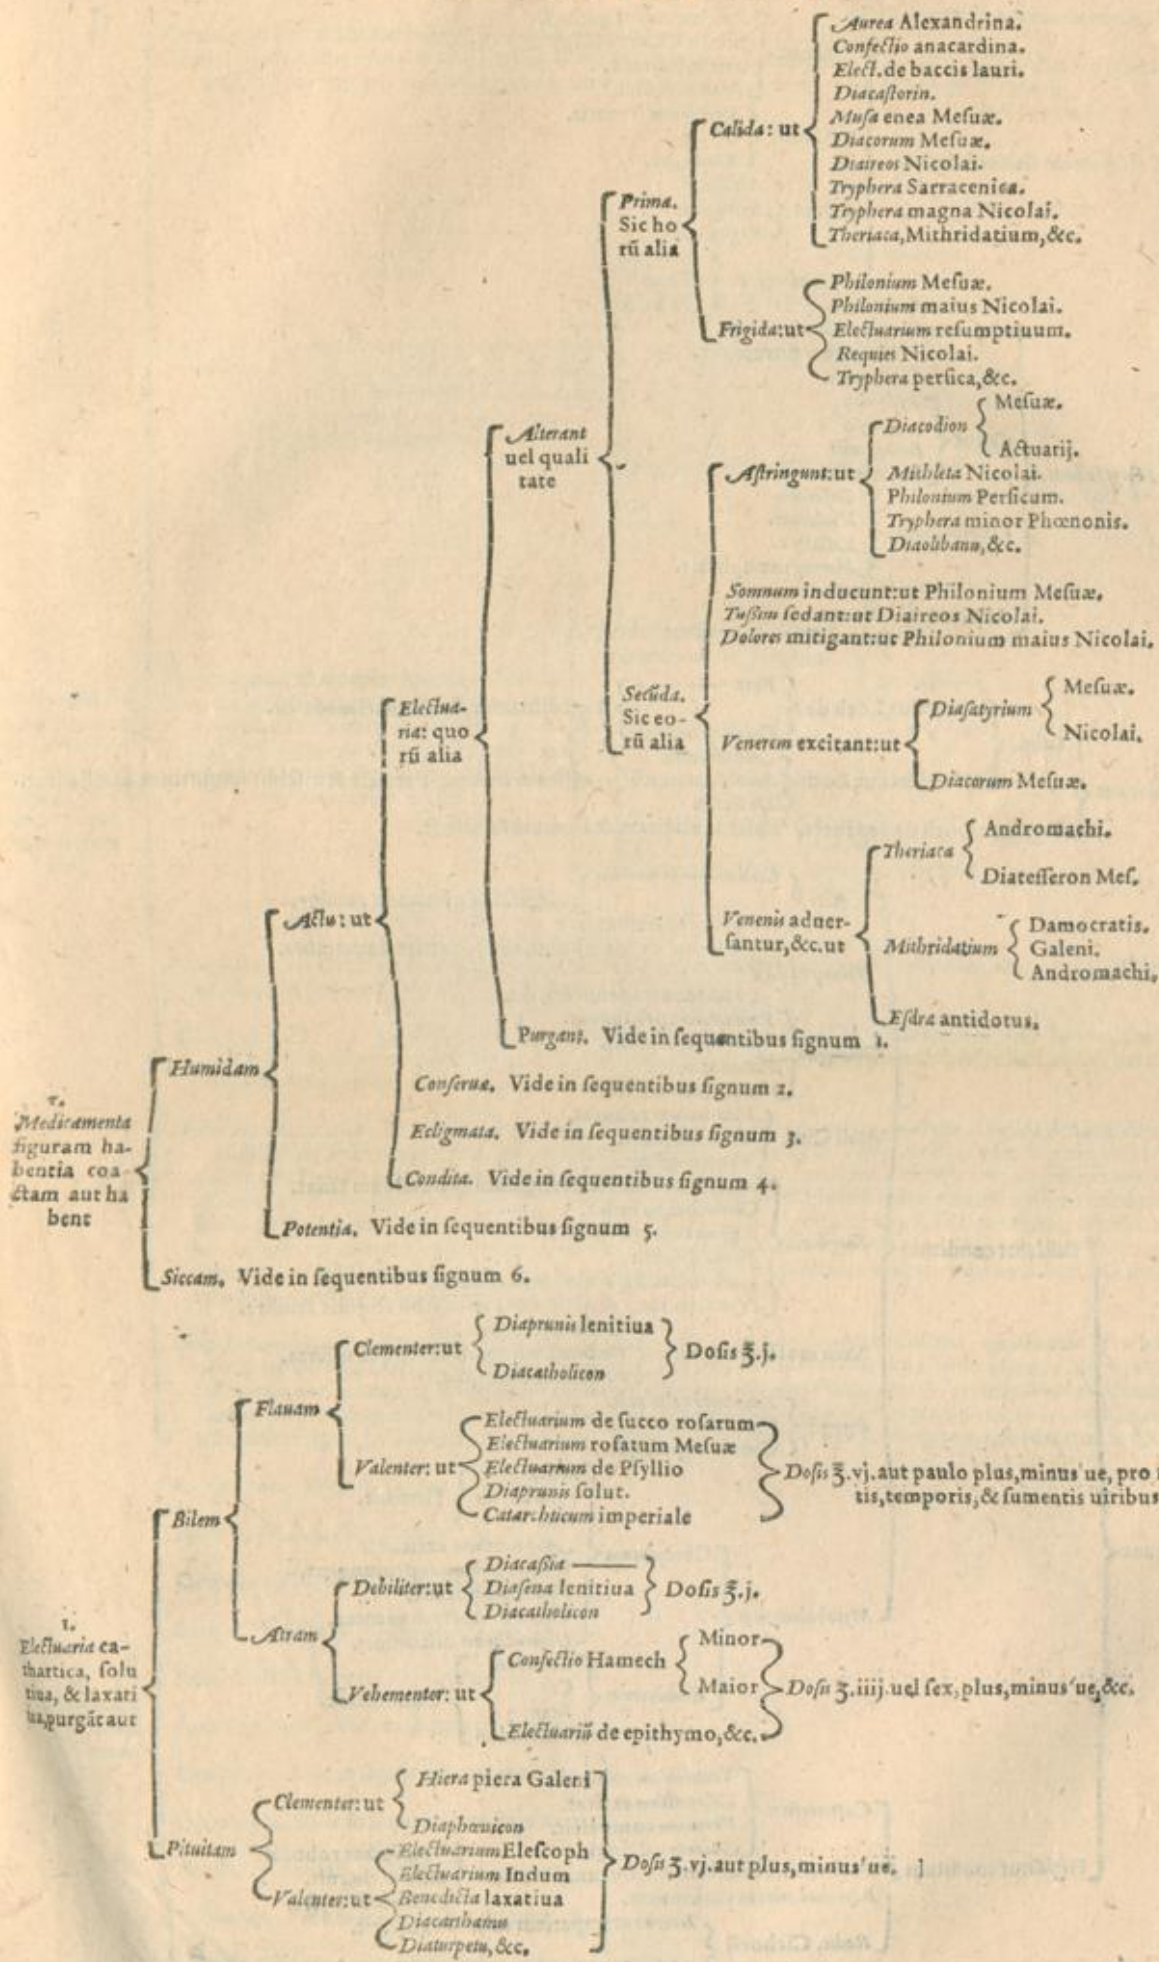 Aurea Alexandrina.
Confectio anacardina.
Elect. de baccis lauri.
Diacastorin.
Calida: ut
Musa enea Mesuæ.
Diacorum Mesuæ.
Diaireos Nicolai.
Tryphera Sarracenica.
Prima.
Sic ho
rũ alia
Tryphera magna Nicolai.
Theriaca, Mithridatium, &c.
Philonium Mesuæ.
Philonium maius Nicolai.
Frigida: ut
Electuarium resumptiuum.
Requies Nicolai.
Tryphera persica, &c.
Alterant
uel quali
tate
Diacodion
Mesuæ.
Actuarij.
Astringunt: ut
Mithleta Nicolai.
Philonium Persicum.
Tryphera minor Phœnonis.
Diaolibanu, &c.
Somnum inducunt: ut Philonium Mesuæ.
Tußim sedant: ut Diaireos Nicolai.
Dolores mitigant: ut Philonium maius Nicolai.
Electua-
ria: quo
rũ alia
Secũda.
Sic eo-
rũ alia
Venerem excitant: ut
Diasatyrium
Mesuæ.
Nicolai.
Diacorum Mesuæ.
Theriaca
Andromachi.
Diatesseron Mes.
Actu: ut
Venenis aduer-
santur, &c. ut
Mithridatium
Damocratis.
Galeni.
Andromachi.
Esdra antidotus.
Purgant. Vide in sequentibus signum 1.
Humidam
Conseruæ. Vide in sequentibus signum 2.
Medicamenta
figuram ha-
bentia coa-
ctam aut ha
bent
Ecligmata. Vide in sequentibus signum 3.
Condita. Vide in sequentibus signum 4.
Potentia. Vide in sequentibus signum 5.
Siccam. Vide in sequentibus signum 6.
Clementer: ut
Diaprunis lenitiua
Diacatholicon
Dosis ℥.j.
Flauam
Valenter: ut
Electuarium de succo rosarum
Electuarium rosatum Mesuæ
Electuarium de Psyllio
Diaprunis solut.
Catarcticum imperiale
Dosis ℥.vj. aut paulo plus, minus'ue, pro
tis, temporis, & sumentis uiribus
Bilem
Debiliter: ut
Diacaßia
Diasena lenitiua
Diacatholicon
Dosis ℥.j.
Atram
1.
Electuaria ca-
thartica, solu
tiua, & laxati
ua, purgãt aut
Vehementer: ut
Confectio Hamech
Minor
Maior
Electuariũ de epithymo, &c.
Dosis ʒ.iiij. uel sex, plus, minus'ue, &c.
Pituitam
Clementer: ut
Hiera picra Galeni
Diaphœnicon
Valenter: ut
Electuarium Elescoph
Electuarium Indum
Benedicta laxatiua
Diacarthamu
Diaturpetu, &c.
Dosis ʒ.vj. aut plus, minus'ue.